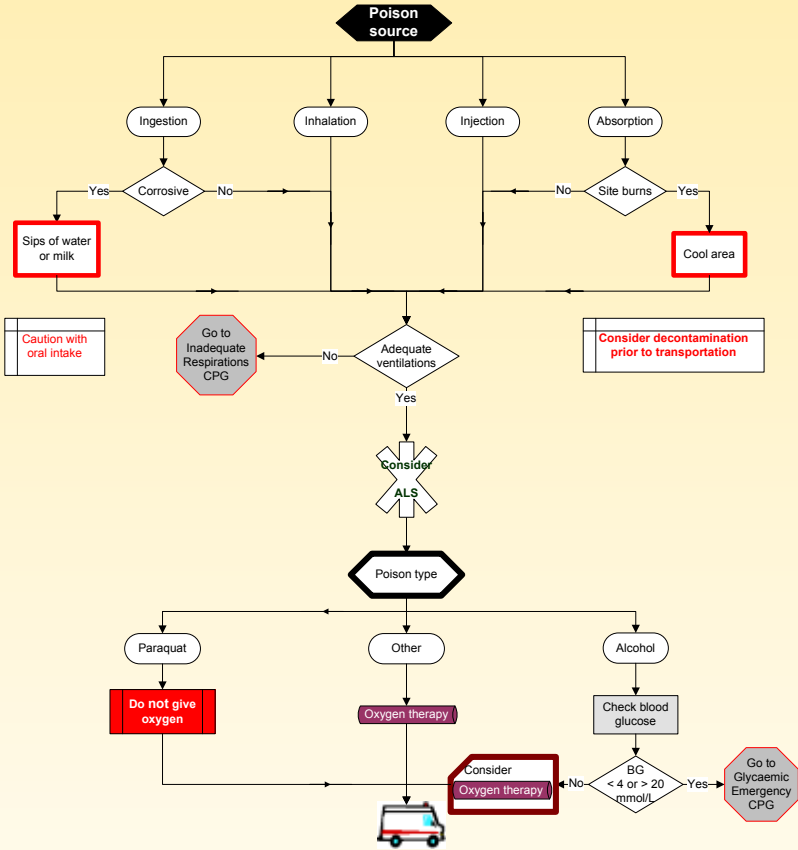 Poison
source
Ingestion
Inhalation
Injection
Absorption
Yes
Corrosive
No
No
Site burns
Yes
Sips of water
or milk
Cool area
Caution with
oral intake
Go to
Inadequate
Respirations
CPG
No
Adequate
ventilations
Consider decontamination
prior to transportation
Yes
Consider
ALS
Poison type
Paraquat
Other
Alcohol
Do not give
oxygen
Oxygen therapy
Check blood
glucose
Consider
Oxygen therapy
No
BG
< 4 or > 20
mmol/L
Yes
Go to
Glycaemic
Emergency
CPG